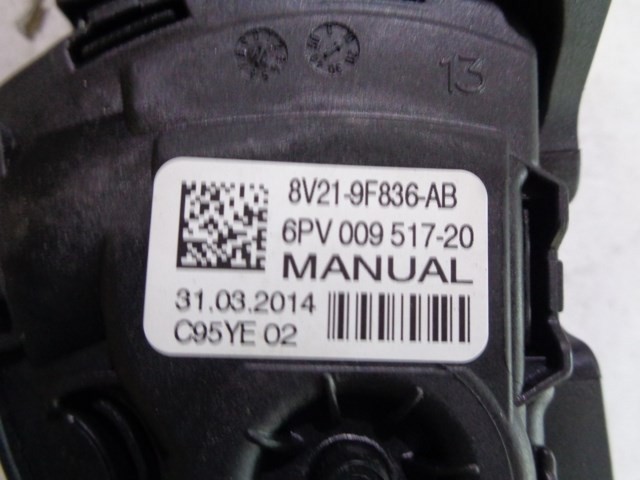 13
8V21-9F836-AB
6PV 009 517-20
MANUAL
31.03.2014
C95YE 02